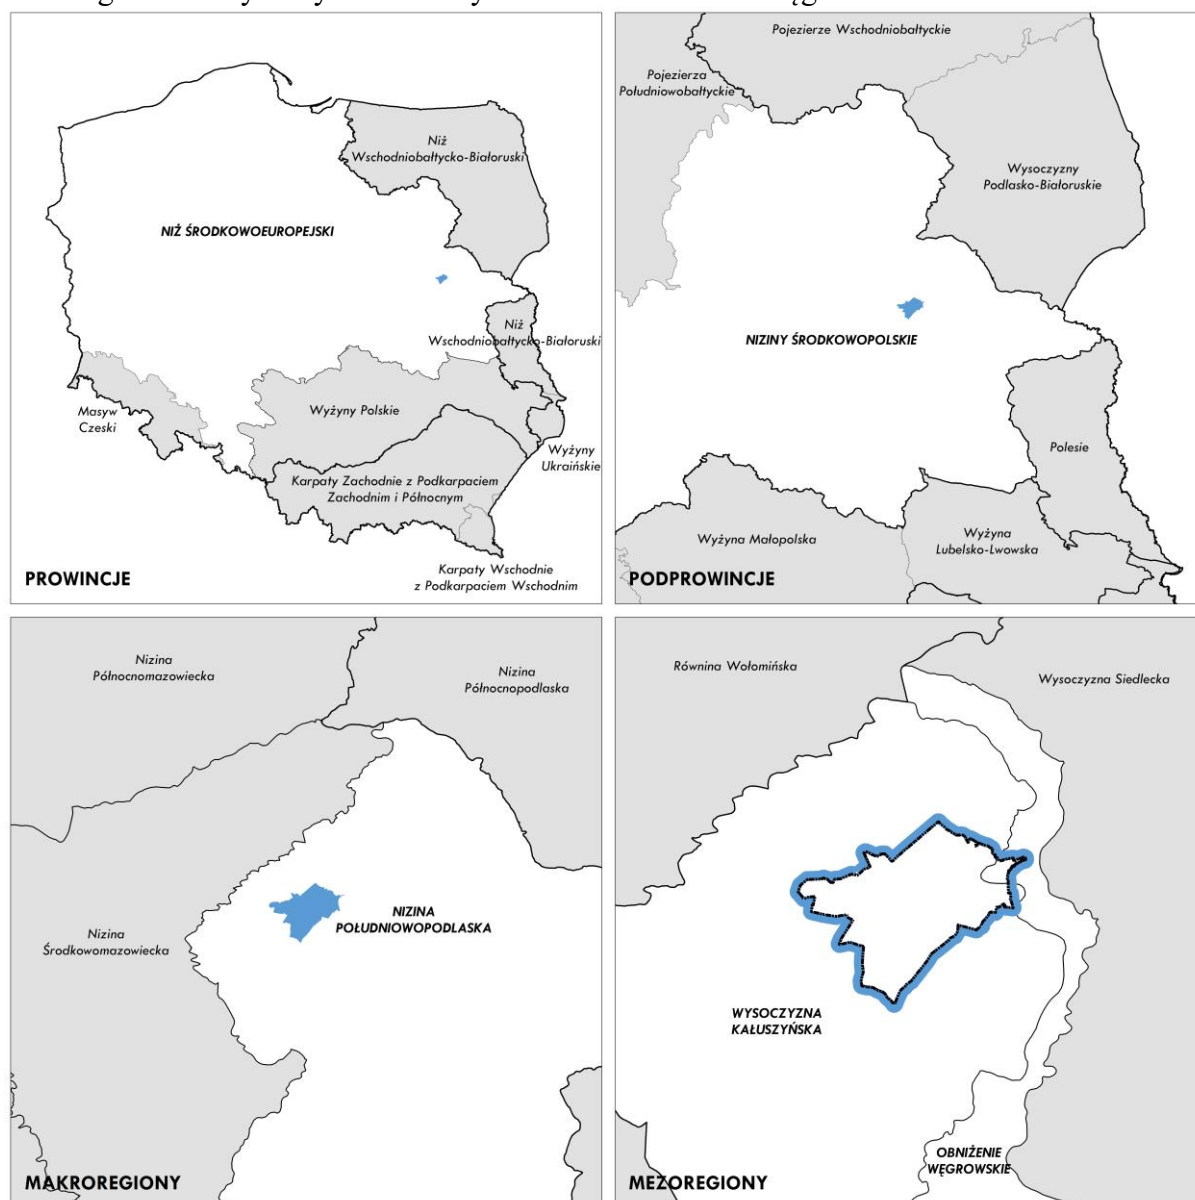 Niż
Wschodniobałtycko-Białoruski
NIŻ ŚRODKOWOEUROPEJSKI
Niż
Wschodniobałtycko-Białoruski
Masyw
Czeski
Wyżyny Polskie
Wyżyny
Ukraińskie
Karpaty Zachodnie z Podkarpaciem
Zachodnim i Północnym
Karpaty Wschodnie
z Podkarpaciem Wschodnim
PROWINCJE
Pojezierze Wschodniobałtyckie
Pojezierza
Południowobałtyckie
Wysoczyzny
Podlasko-Białoruskie
NIZINY ŚRODKOWOPOLSKIE
Polesie
Wyżyna Małopolska
Wyżyna
Lubelsko-Lwowska
PODPROWINCJE
Nizina
Północnomazowiecka
Nizina
Północnopodlaska
NIZINA
POŁUDNIOWOPODLASKA
Nizina
Środkowomazowiecka
MAKROREGIONY
Równina Wołomińska
Wysoczyzna Siedlecka
WYSOCZYZNA
KAŁUSZYŃSKA
OBNIŻENIE
WĘGROWSKIE
MEZOREGIONY